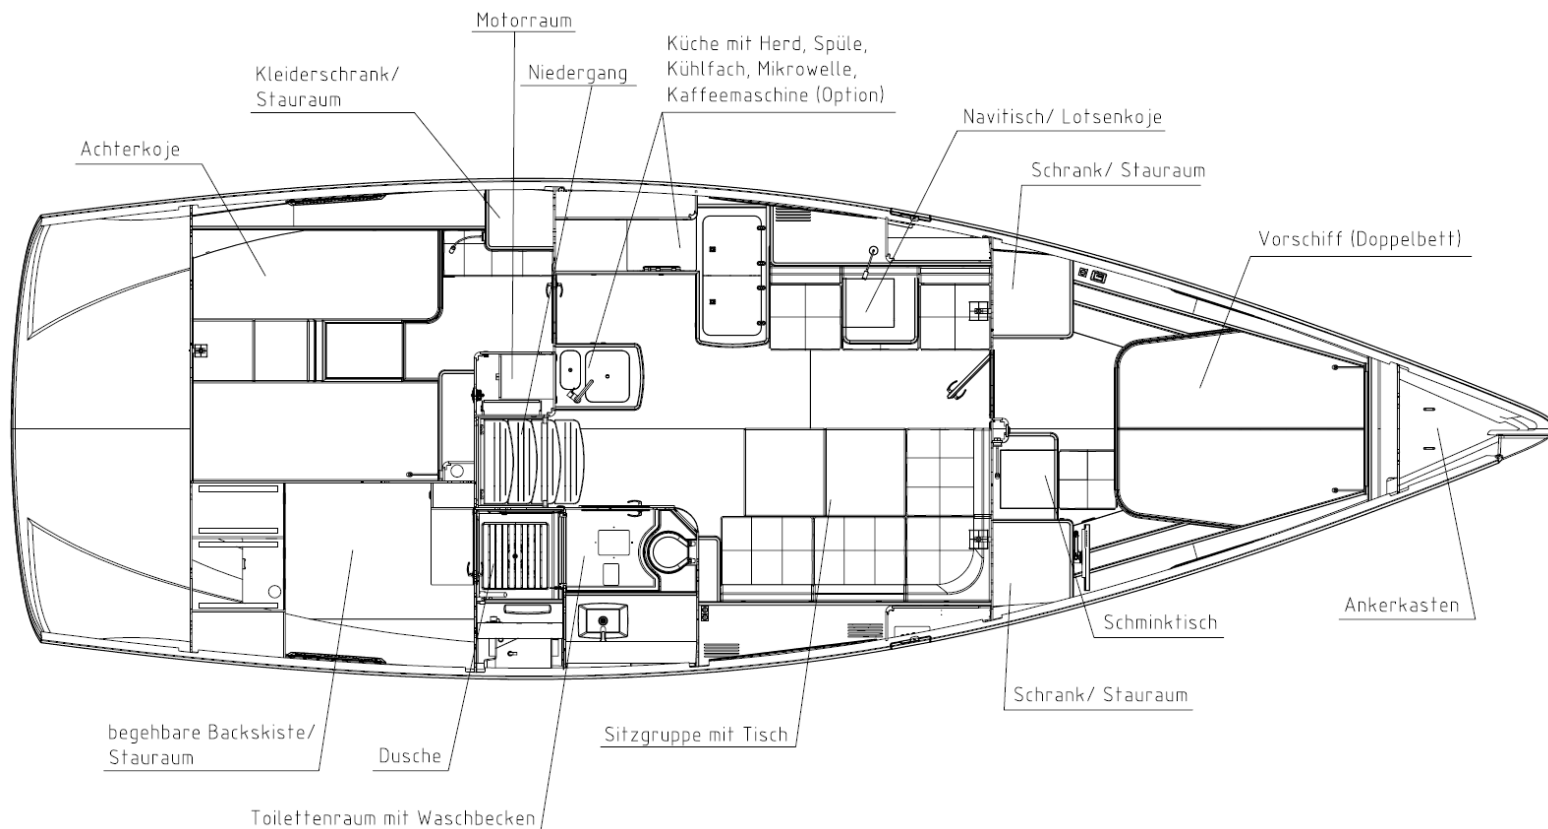 Motorraum
Küche mit Herd, Spüle,
Kühlfach, Mikrowelle,
Kaffeemaschine (Option)
Kleiderschrank/
Stauraum
Niedergang
Navitisch/ Lotsenkoje
Achterkoje
Schrank/ Stauraum
Vorschiff (Doppelbett)
Ankerkasten
Schminktisch
Schrank/ Stauraum
begehbare Backskiste/
Stauraum
Dusche
Sitzgruppe mit Tisch
Toilettenraum mit Waschbecken